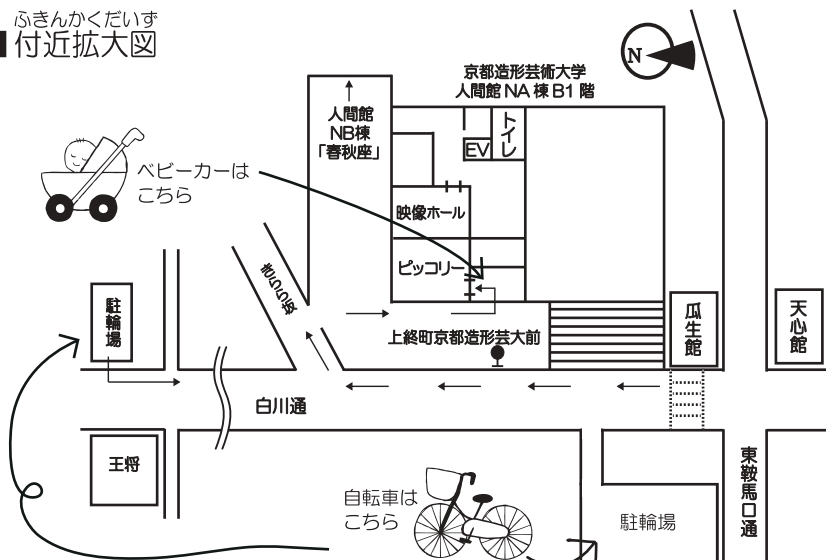 ふきんかくだいず
付近拡大図
N
京都造形芸術大学
人間館 NA 棟 B1 階
人間館
NB棟
「春秋座」
トイレ
EV
ベビーカーは
こちら
映像ホール
ピッコリー
きらら坂
駐輪場
上終町京都造形芸大前
瓜生館
天心館
白川通
王将
東鞍馬口通
自転車は
こちら
駐輪場